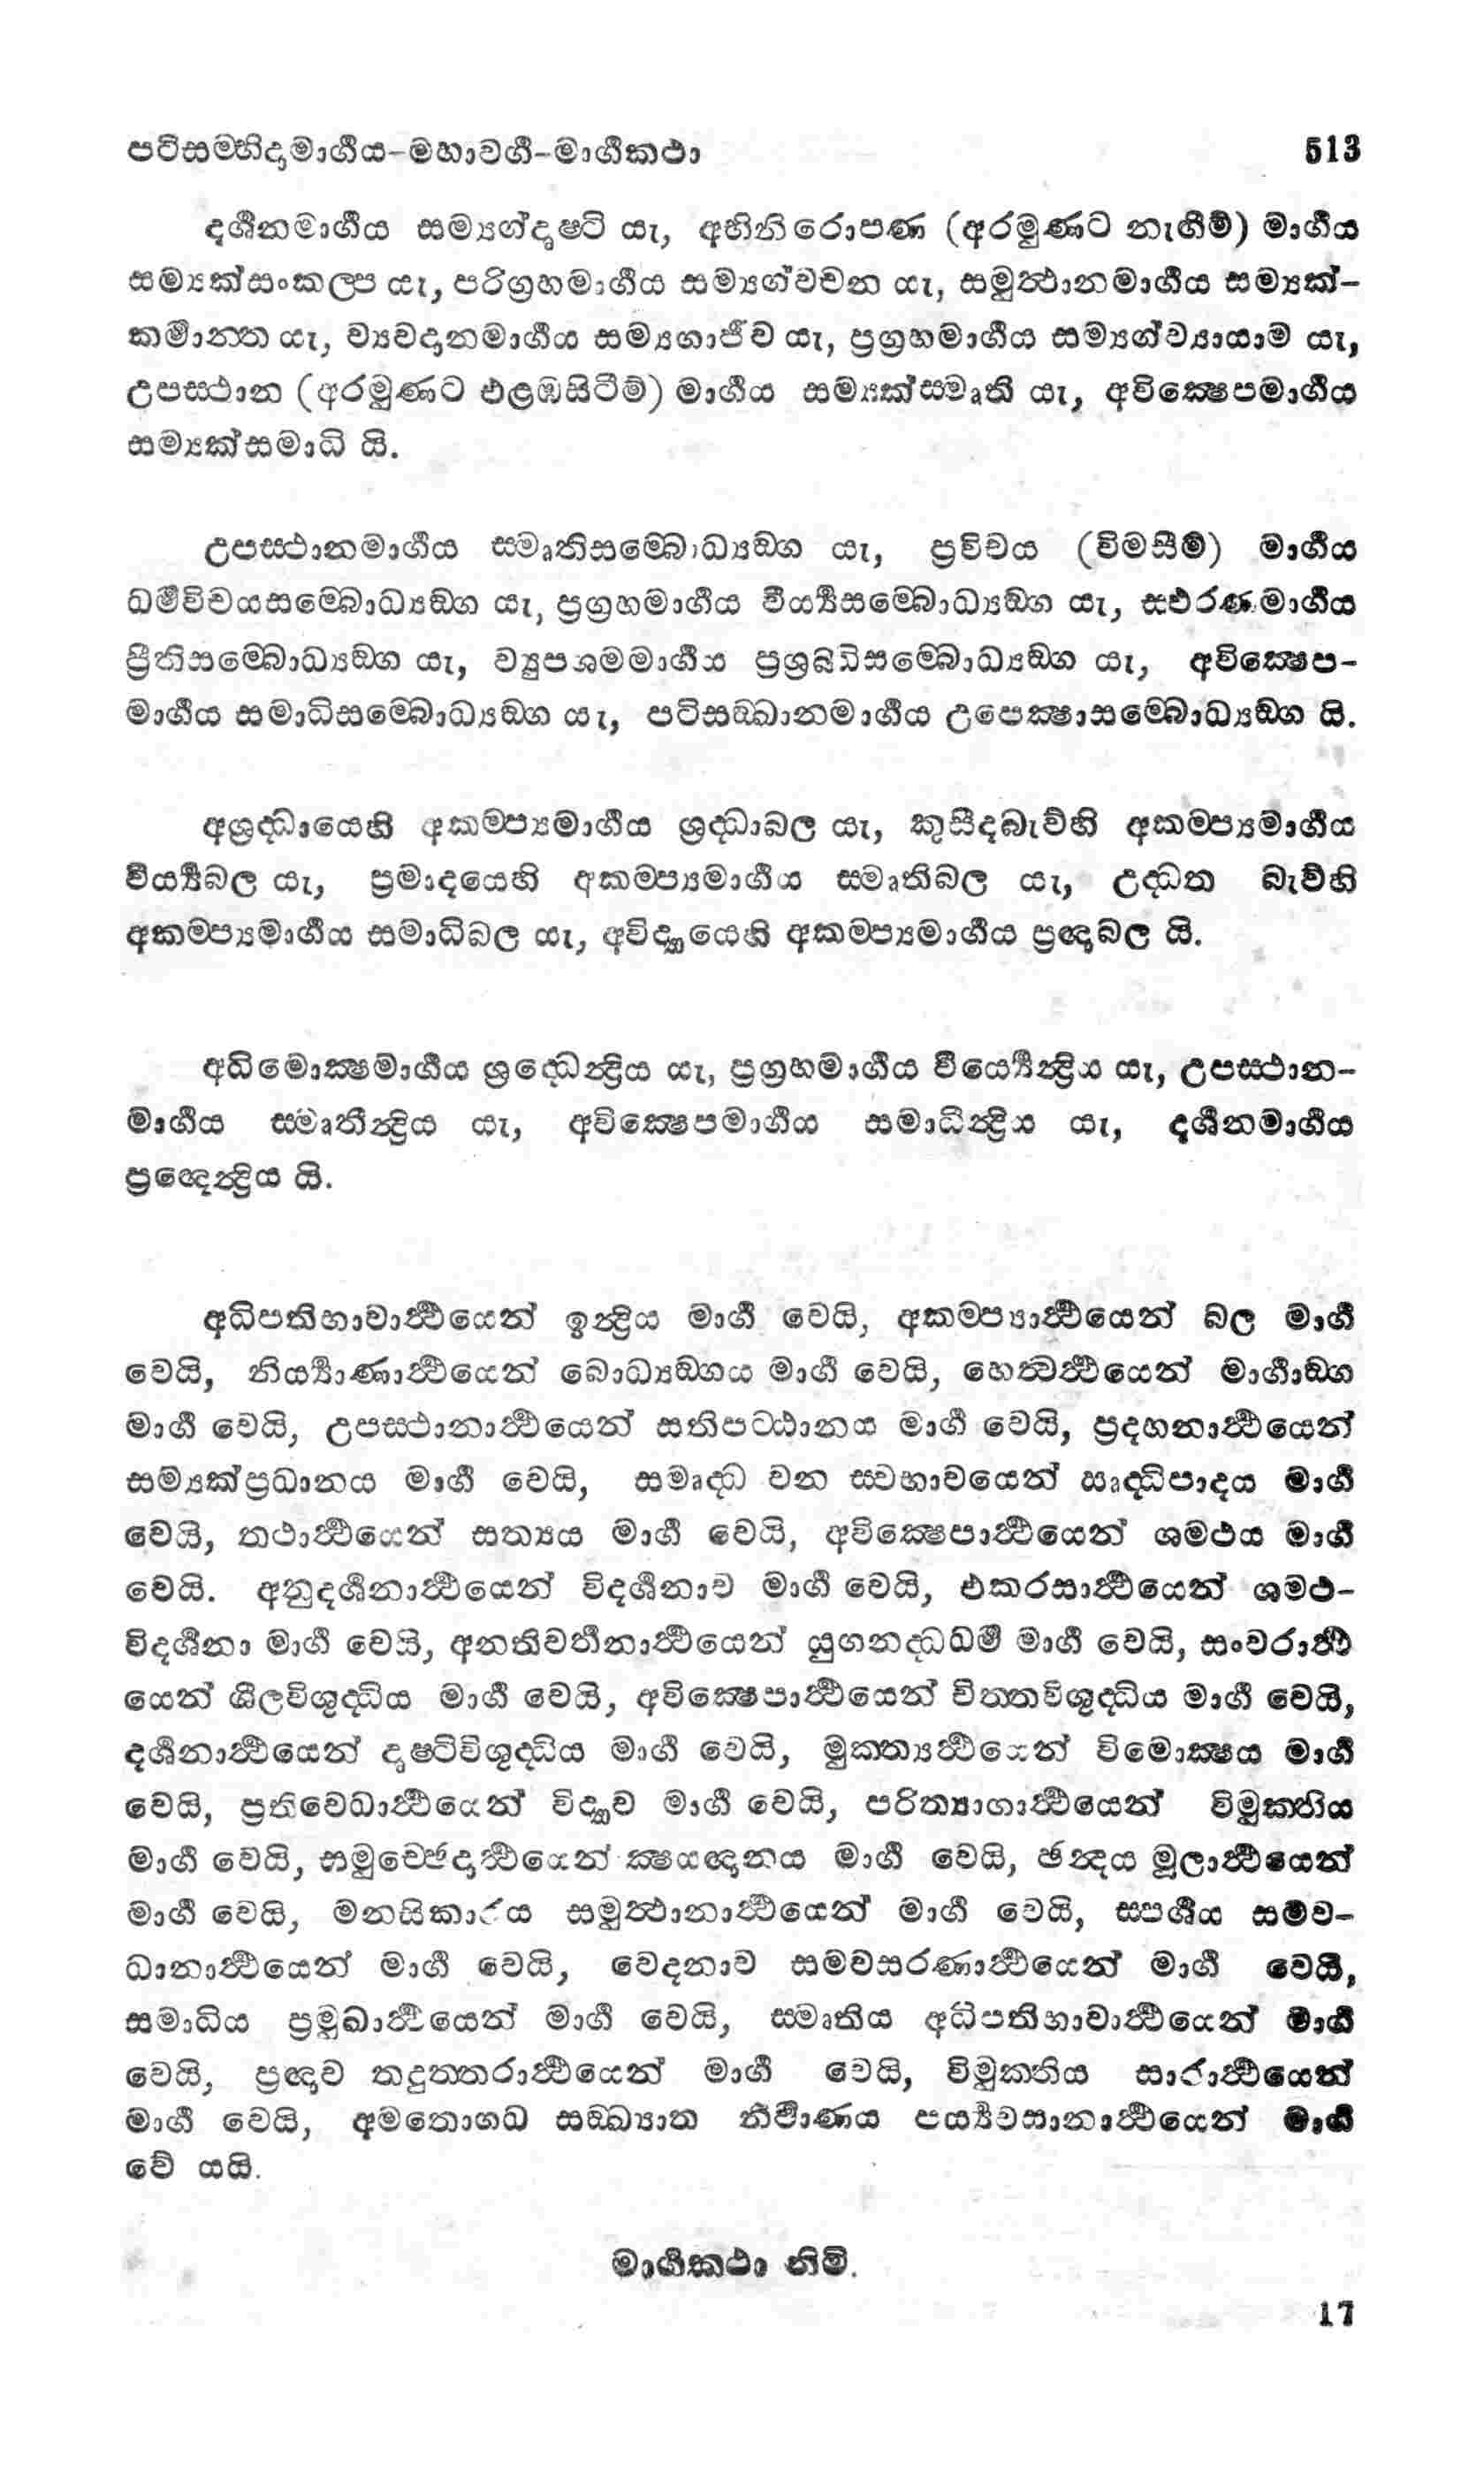 පටිසම්භිදාමාර්‍ගය-මහාවර්‍ග-මාර්‍ගකථා 513
දර්‍ශනමාර්‍ගය සම්‍යග්දෘෂ්ටි යැ, අභිනිරොපණ (අරමුණට නැඟීම්) මාර්‍ගය
සම්‍යක්සංකල්ප යැ, පරිග්‍රහමාර්‍ගය සම්‍යග්වචන යැ, සමුත්‍ථානමාර්‍ගය සම්‍යක්-
කර්‍මාන්ත යැ, ව්‍යවදානමාර්‍ගය සම්‍යගාජීව යැ, ප්‍රග්‍රහමාර්‍ගය සම්‍යග්ව්‍යායාම යැ,
උපස්ථාන (අරමුණට එළඹසිටීම්) මාර්‍ගය සම්‍යක්ස්මෘති යැ, අවික්‍ෂෙපමාර්‍ගය
සම්‍යක්සමාධි යි.
උපස්ථානමාර්‍ගය ස්මෘතිසම්බොධ්‍යඞ්ග යැ, ප්‍රවිචය (විමසීම්) මාර්‍ගය
ධර්‍මවිචයසම්බොධ්‍යඞ්ග යැ, ප්‍රග්‍රහමාර්‍ගය වීර්‍ය්‍යසම්බොධ්‍යඞ්ග යැ, ස්ඵරණමාර්‍ගය
ප්‍රීතිසම්බොධ්‍යඞ්ග යැ, ව්‍යුපශමමාර්‍ගය ප්‍රශ්‍රබ්ධිසම්බොධ්‍යඞ්ග යැ, අවික්‍ෂෙප-
මාර්‍ගය සමාධිසම්බොධ්‍යඞ්ග යැ, පටිසඞ්ඛානමාර්‍ගය උපෙක්‍ෂාසම්බොධ්‍යඞ්ග යි.
අශ්‍රද්ධායෙහි අකම්ප්‍යමාර්‍ගය ශ්‍රද්ධාබල යැ, කුසීදබැව්හි අකම්ප්‍යමාර්‍ගය
වීර්‍ය්‍යබල යැ, ප්‍රමාදයෙහි අකම්ප්‍යමාර්‍ගය ස්මෘතිබල යැ, උද්ධත බැව්හි
අකම්ප්‍යමාර්‍ගය සමාධිබල යැ, අවිද්‍යායෙහි අකම්ප්‍යමාර්‍ගය ප්‍රඥාබල යි.
අධිමොක්‍ෂමාර්‍ගය ශ්‍රද්ධෙන්‍ද්‍රිය යැ, ප්‍රග්‍රහමාර්‍ගය වීර්‍ය්‍යෙන්‍ද්‍රිය යැ, උපස්ථාන-
මාර්‍ගය ස්මෘතීන්‍ද්‍රිය යැ, අවික්‍ෂෙපමාර්‍ගය සමාධින්‍ද්‍රිය යැ, දර්‍ශනමාර්‍ගය
ප්‍රඥෙන්‍ද්‍රිය යි.
අධිපතිභාවාර්‍ත්‍ථයෙන් ඉන්‍ද්‍රිය මාර්‍ග වෙයි, අකම්ප්‍යාර්‍ත්‍ථයෙන් බල මාර්‍ග
වෙයි, නිර්‍ය්‍යාණාර්‍ත්‍ථයෙන් බොධ්‍යඞ්ගය මාර්‍ග වෙයි, හෙත්‍වර්‍ත්‍ථයෙන් මාර්‍ගාඞ්ග
මාර්‍ග වෙයි, උපස්ථානාර්‍ත්‍ථයෙන් සතිපට්ඨානය මාර්‍ග වෙයි, ප්‍රදහනාර්‍ත්‍ථයෙන්
සම්‍යක්ප්‍රධානය මාර්‍ග වෙයි, සමෘද්ධ වන ස්වභාවයෙන් ඍද්ධිපාදය මාර්‍ග
වෙයි, තථාර්‍ත්‍ථයෙන් සත්‍යය මාර්‍ග වෙයි, අවික්‍ෂෙපාර්‍ත්‍ථයෙන් ශමථය මාර්‍ග
වෙයි. අනුදර්‍ශනාර්‍ත්‍ථයෙන් විදර්‍ශනාව මාර්‍ග වෙයි, එකරසාර්‍ත්‍ථයෙන් ශමථ-
විදර්‍ශනා මාර්‍ග වෙයි, අනතිවර්‍තනාර්‍ත්‍ථයෙන් යුගනද්ධධර්‍ම මාර්‍ග වෙයි, සංවරාර්‍ත්‍ථ
යෙන් ශීලවිශුද්ධිය මාර්‍ග වෙයි, අවික්‍ෂෙපාර්‍ත්‍ථයෙන් චිත්තවිශුද්ධිය මාර්‍ග වෙයි,
දර්‍ශනාර්‍ත්‍ථයෙන් දෘෂ්ටිවිශුද්ධිය මාර්‍ග වෙයි, මුක්ත්‍යර්‍ත්‍ථයෙන් විමොක්‍ෂය මාර්‍ග
වෙයි, ප්‍රතිවෙධාර්‍ත්‍ථයෙන් විද්‍යාව මාර්‍ග වෙයි, පරිත්‍යාගාර්‍ත්‍ථයෙන් විමුක්තිය
මාර්‍ග වෙයි, සමුච්ඡෙදාර්‍ත්‍ථයෙන් ක්‍ෂයඥානය මාර්‍ග වෙයි, ඡන්‍දය මූලාර්‍ත්‍ථයෙන්
මාර්‍ග වෙයි, මනසිකාරය සමුත්‍ථානාර්‍ත්‍ථයෙන් මාර්‍ග වෙයි, ස්පර්‍ශය සමව-
ධානාර්‍ත්‍ථයෙන් මාර්‍ග වෙයි, වේදනාව සමවසරණාර්‍ත්‍ථයෙන් මාර්‍ග වෙයි,
සමාධිය ප්‍රමුඛාර්‍ත්‍ථයෙන් මාර්‍ග වෙයි, ස්මෘතිය අධිපතිභාවාර්‍ත්‍ථයෙන් මාර්‍ග
වෙයි, ප්‍රඥාව තදුත්තරාර්‍ත්‍ථයෙන් මාර්‍ග වෙයි, විමුක්තිය සාරාර්‍ත්‍ථයෙන්
මාර්‍ග වෙයි, අමතොගධ සඞ්ඛ්‍යාත නිර්‍වාණය පර්‍ය්‍යවසානාර්‍ත්‍ථයෙන් මාර්‍ග
වේ යයි.
මාර්‍ගකථා නිමි.
17